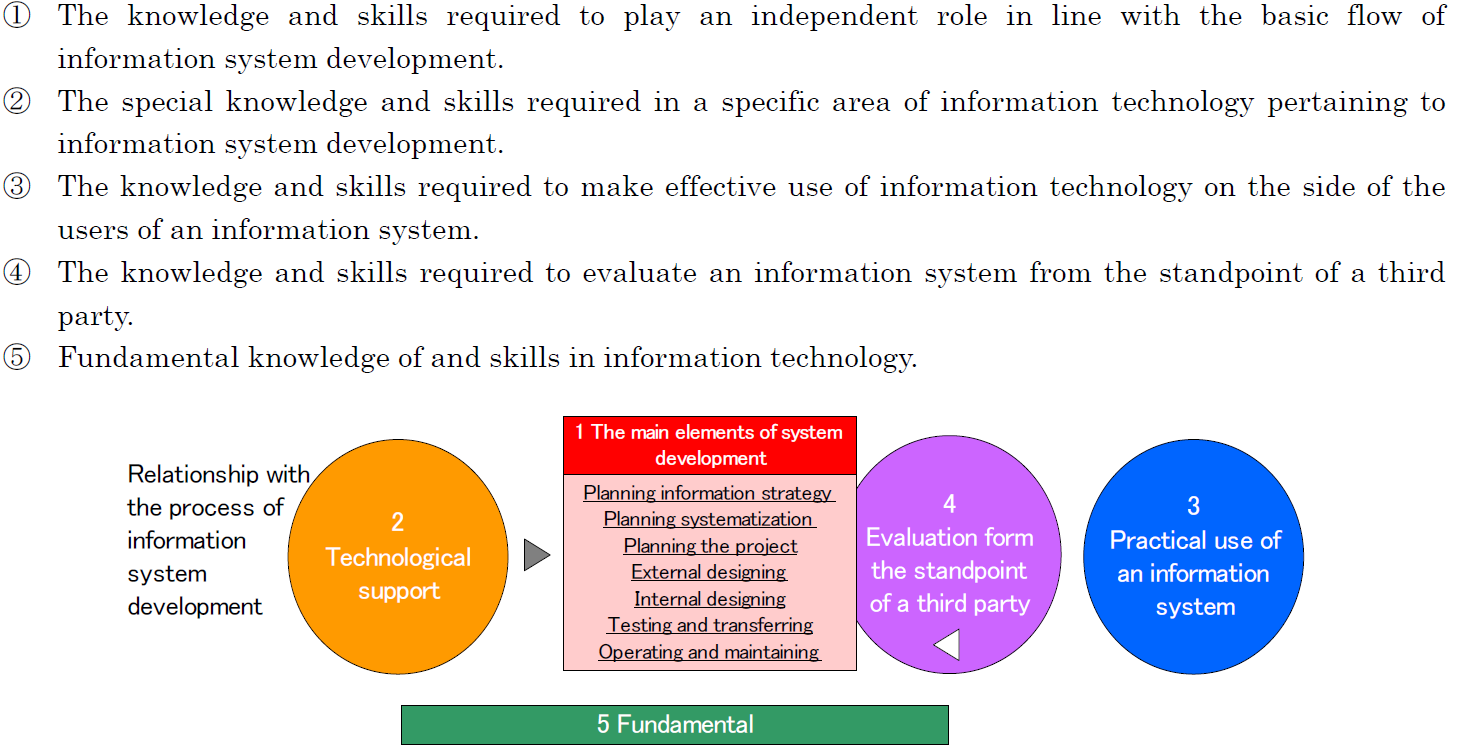 ① The knowledge and skills required to play an independent role in line with the basic flow of
information system development.
② The special knowledge and skills required in a specific area of information technology pertaining to
information system development.
③ The knowledge and skills required to make effective use of information technology on the side of the
users of an information system.
④ The knowledge and skills required to evaluate an information system from the standpoint of a third
party.
⑤ Fundamental knowledge of and skills in information technology.
Relationship with
the process of
information
system
development
2
Technological
support
1 The main elements of system
development
Planning information strategy
Planning systematization
Planning the project
External designing
Internal designing
Testing and transferring
Operating and maintaining
4
Evaluation form
the standpoint
of a third party
3
Practical use of
an information
system
5 Fundamental